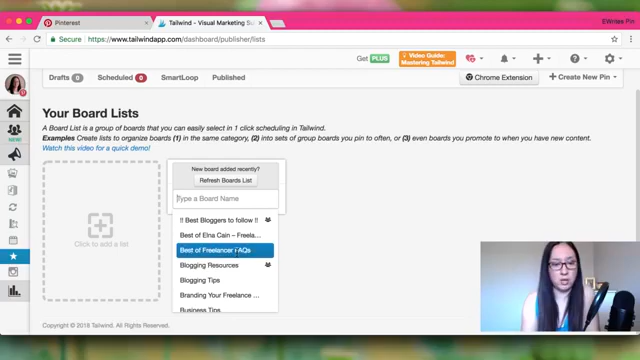 Pinterest
Tailwind - Visual Marketing Su
EWrites Pin
Secure
https://www.tailwindapp.com/dashboard/publisher/lists
Get PLUS
Video Guide:
Mastering Tailwind
Drafts 0
Scheduled 0
SmartLoop
Published
Chrome Extension
Create New Pin
Your Board Lists
A Board List is a group of boards that you can easily select in 1 click scheduling in Tailwind.
Examples Create lists to organize boards (1) in the same category, (2) into sets of group boards you pin to often, or (3) even boards you promote to when you have new content.
Watch this video for a quick demo!
Click to add a list
New board added recently?
Refresh Boards List
Type a Board Name
!! Best Bloggers to follow !!
Best of Elna Cain – Freela...
Best of Freelancer FAQs
Blogging Resources
Blogging Tips
Branding Your Freelance ...
Business Tips
Copyright © 2018 Tailwind. All Rights Reserved.